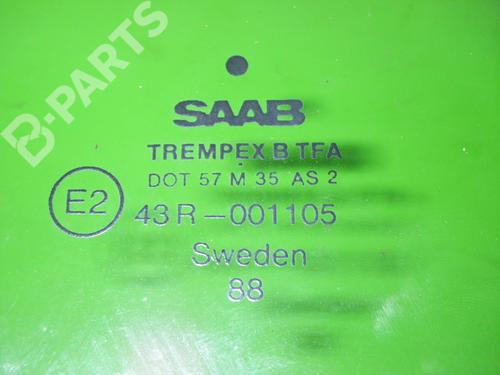 B-PARTS
SAAB
TREMPEX B TFA
DOT 57 M 35 AS 2
E2
43 R-001105
Sweden
88